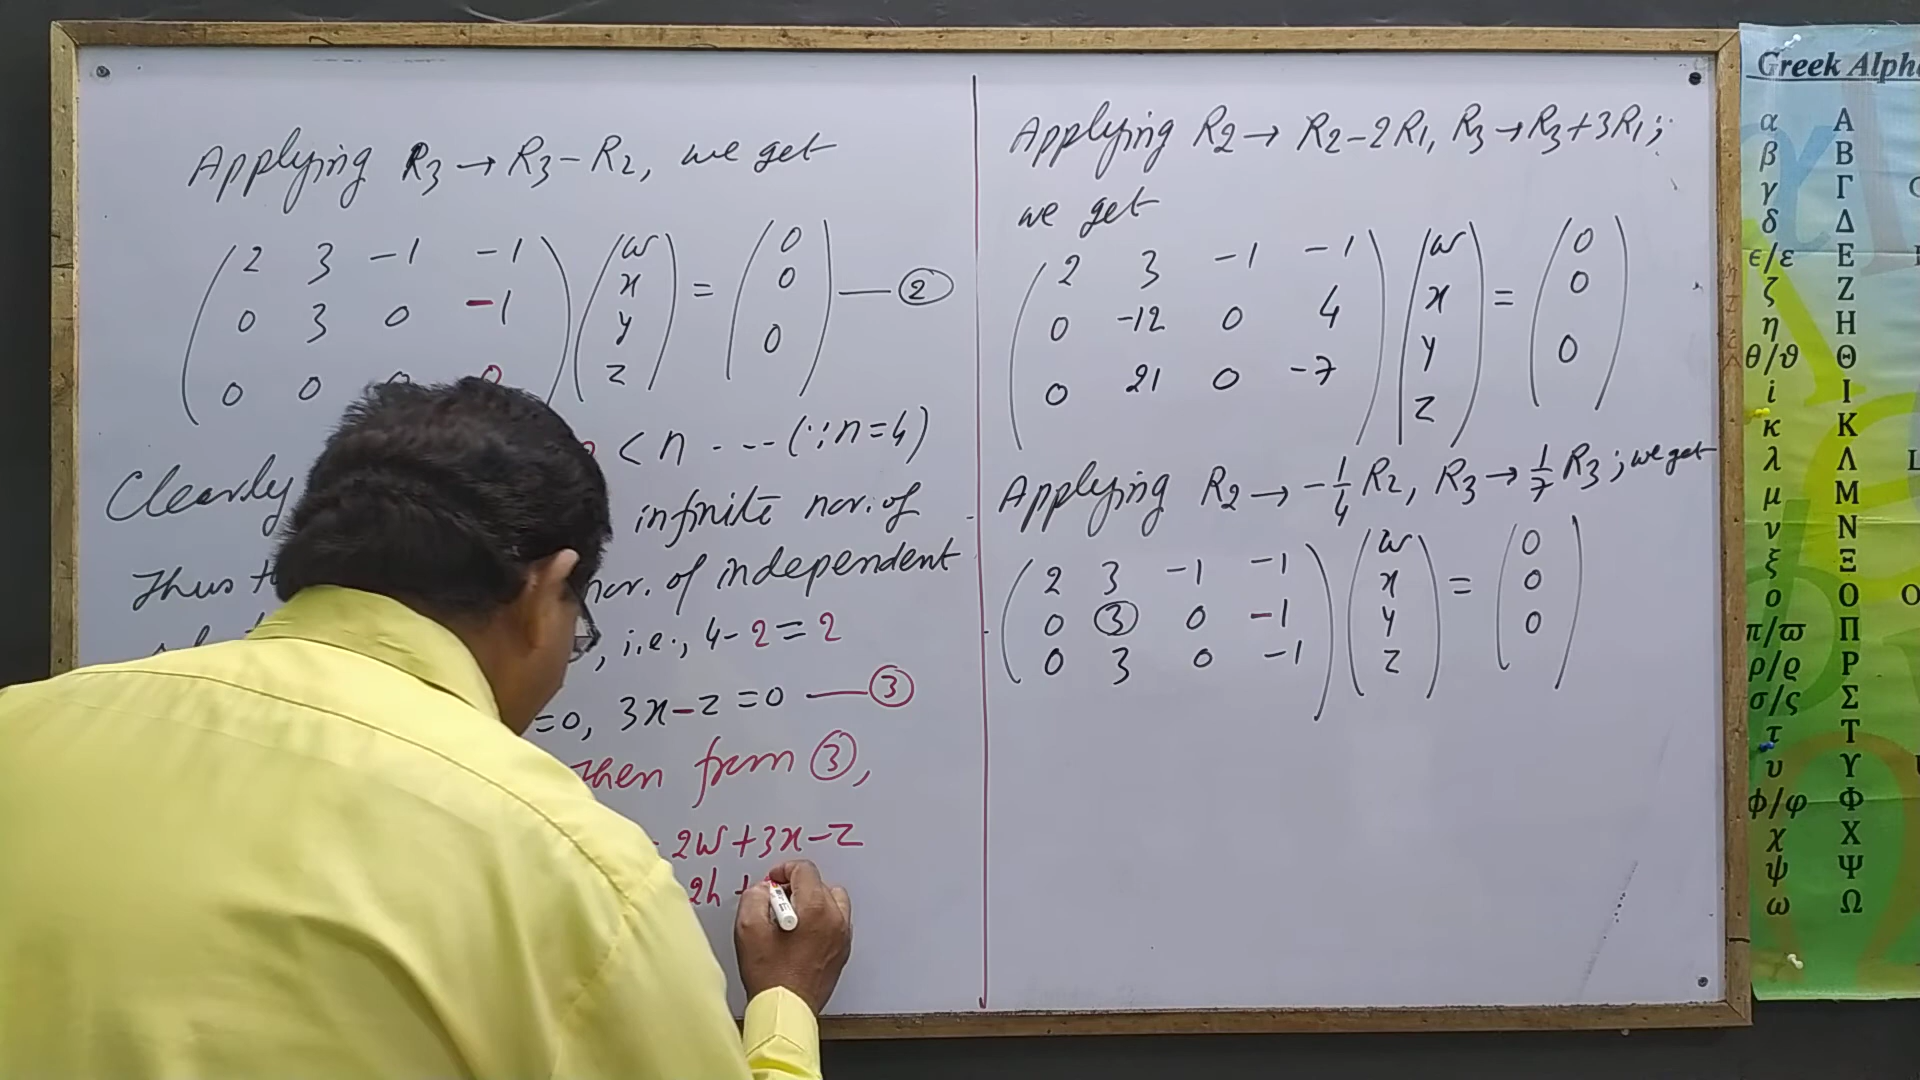 Applying R3 → R3 - R2, we get
2 3 -1 -1 w 0
0 3 0 -1 x = 0 — ②
y
0 0 0 0 z 0
< n --- (∵ n = 4)
Clearly
infinite nor. of
Thus nor. of independent
, i.e., 4 - 2 = 2
= 0, 3x - z = 0 — ③
Then from ③,
2w + 3x - z
2h +
Applying R2 → R2 - 2R1, R3 → R3 + 3R1;
we get
2 3 -1 -1 w 0
0 -12 0 4 x = 0
0 21 0 -7 y 0
z
Applying R2 → -1/4 R2, R3 → 1/7 R3; we get
2 3 -1 -1 w 0
0 ③ 0 -1 x = 0
0 3 0 -1 y 0
z
Greek Alph
α Α
β Β
γ Γ
δ Δ
ϵ/ε Ε
ζ Ζ
η Η
θ/ϑ Θ
i Ι
κ Κ
λ Λ
μ Μ
ν Ν
ξ Ξ
ο Ο
π/ϖ Π
ρ/ϱ Ρ
σ/ς Σ
τ Τ
υ Υ
ϕ/φ Φ
χ Χ
ψ Ψ
ω Ω